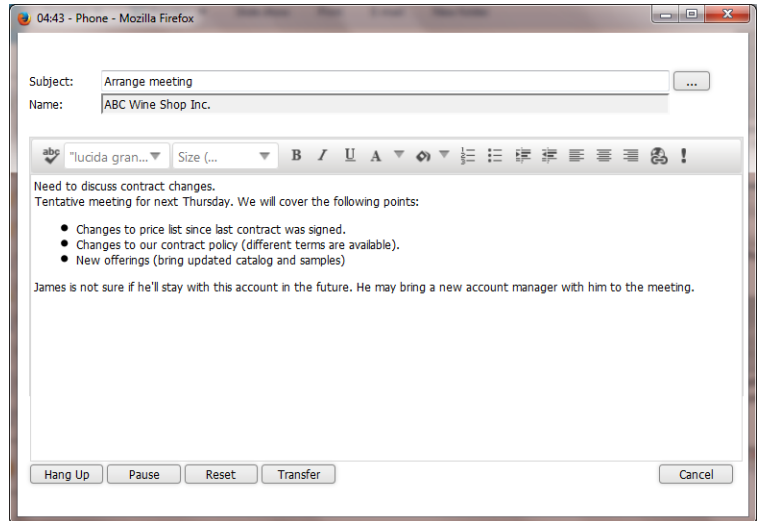 04:43 - Phone - Mozilla Firefox
Subject: Arrange meeting ...
Name: ABC Wine Shop Inc.
abc "lucida gran... Size (... B I U A
Need to discuss contract changes.
Tentative meeting for next Thursday. We will cover the following points:
● Changes to price list since last contract was signed.
● Changes to our contract policy (different terms are available).
● New offerings (bring updated catalog and samples)
James is not sure if he'll stay with this account in the future. He may bring a new account manager with him to the meeting.
Hang Up Pause Reset Transfer Cancel